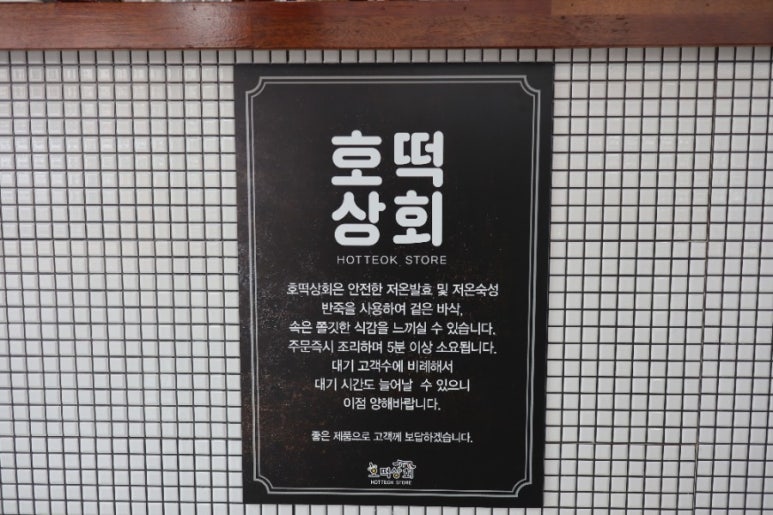 호떡
상회
HOTTEOK STORE
호떡상회은 안전한 저온발효 및 저온숙성
반죽을 사용하여 겉은 바삭,
속은 쫄깃한 식감을 느끼실 수 있습니다.
주문즉시 조리하며 5분 이상 소요됩니다.
대기 고객수에 비례해서
대기 시간도 늘어날 수 있으니
이점 양해바랍니다.
좋은 제품으로 고객께 보답하겠습니다.
호떡상회
HOTTEOK STORE